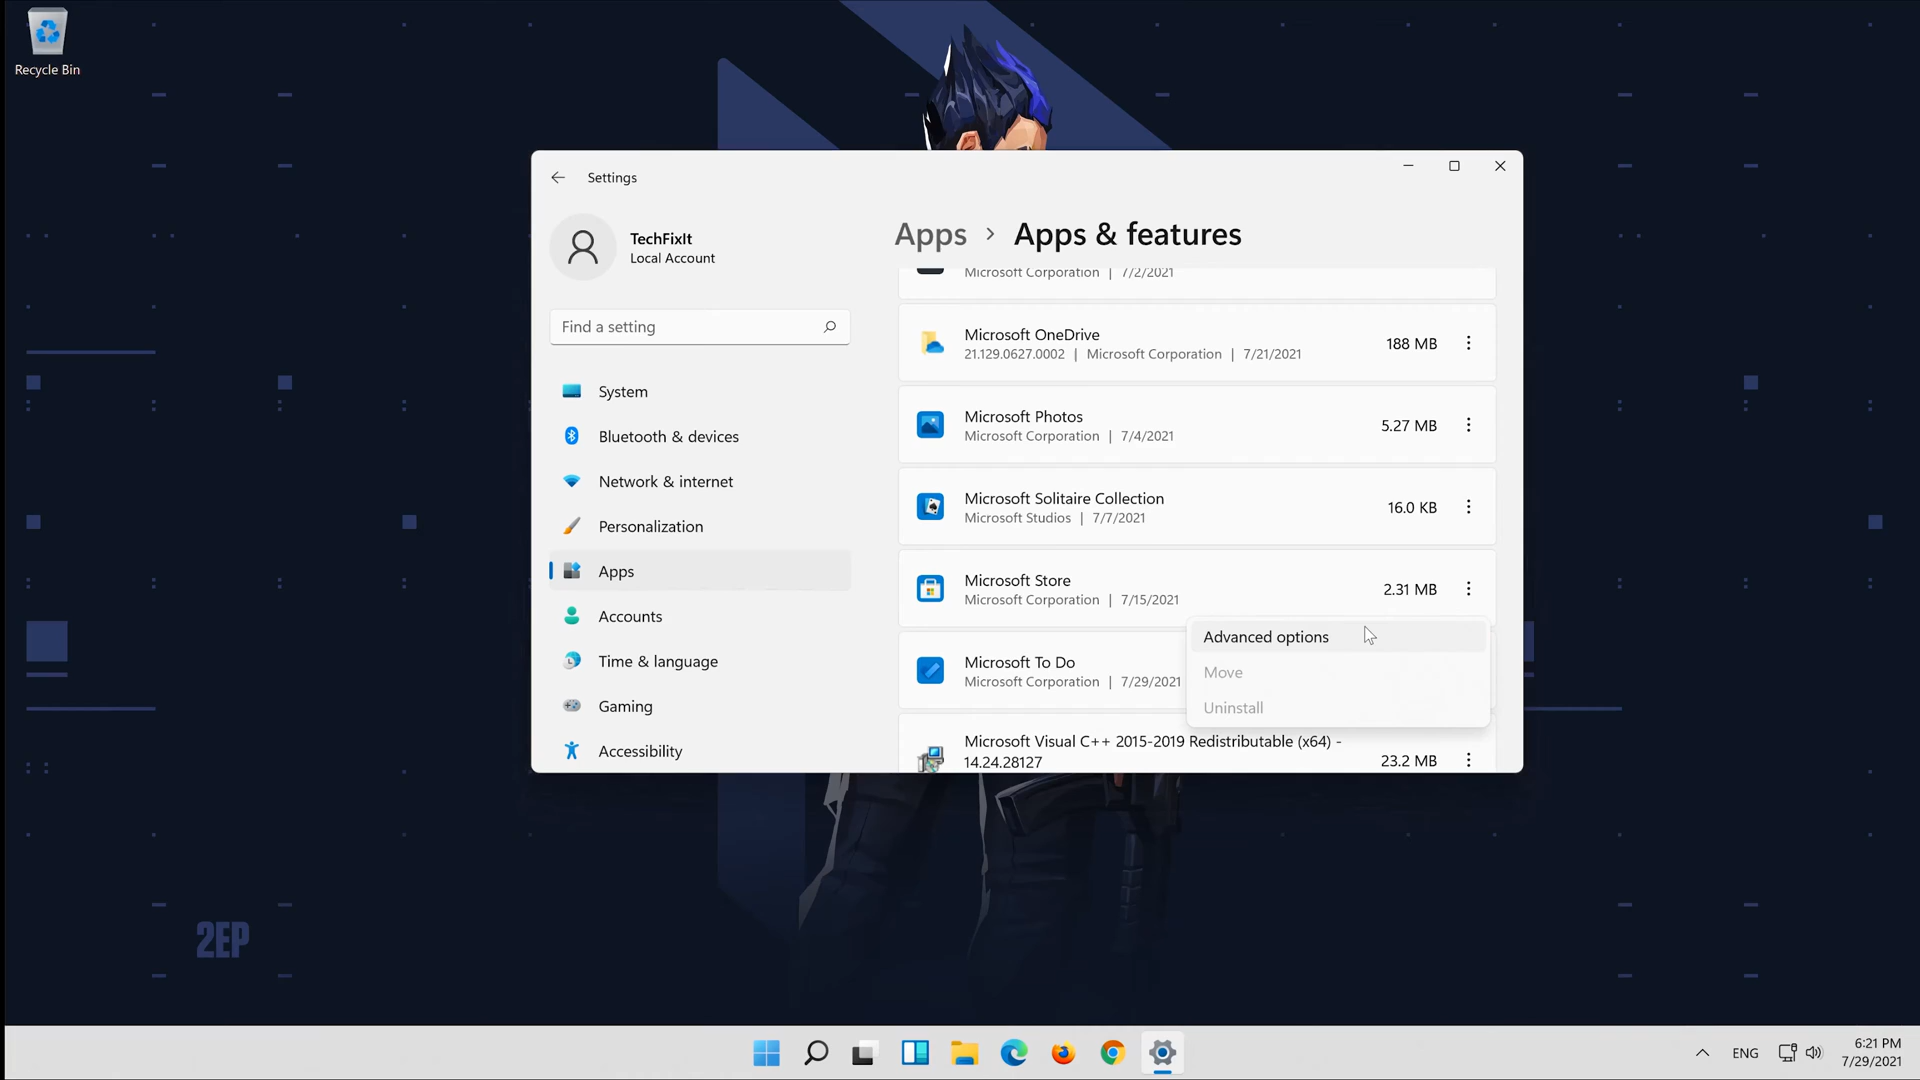 Recycle Bin
Settings
TechFixIt
Local Account
Find a setting
System
Bluetooth & devices
Network & internet
Personalization
Apps
Accounts
Time & language
Gaming
Accessibility
Apps > Apps & features
Microsoft Corporation | 7/2/2021
Microsoft OneDrive
21.129.0627.0002 | Microsoft Corporation | 7/21/2021
188 MB
Microsoft Photos
Microsoft Corporation | 7/4/2021
5.27 MB
Microsoft Solitaire Collection
Microsoft Studios | 7/7/2021
16.0 KB
Microsoft Store
Microsoft Corporation | 7/15/2021
2.31 MB
Advanced options
Move
Uninstall
Microsoft To Do
Microsoft Corporation | 7/29/2021
Microsoft Visual C++ 2015-2019 Redistributable (x64) -
14.24.28127
23.2 MB
2EP
ENG
6:21 PM
7/29/2021